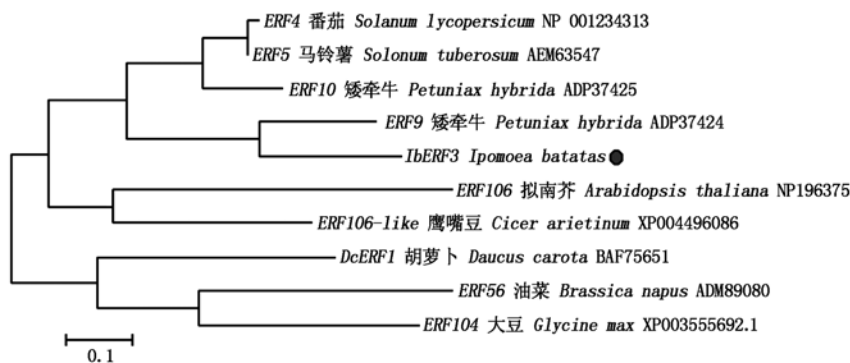 ERF4 番茄 Solanum lycopersicum NP 001234313
ERF5 马铃薯 Solonum tuberosum AEM63547
ERF10 矮牵牛 Petuniax hybrida ADP37425
ERF9 矮牵牛 Petuniax hybrida ADP37424
IbERF3 Ipomoea batatas
ERF106 拟南芥 Arabidopsis thaliana NP196375
ERF106-like 鹰嘴豆 Cicer arietinum XP004496086
DcERF1 胡萝卜 Daucus carota BAF75651
ERF56 油菜 Brassica napus ADM89080
ERF104 大豆 Glycine max XP003555692.1
0.1